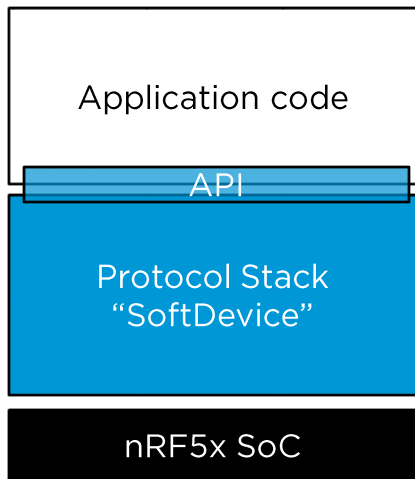 Application code
API
Protocol Stack
“SoftDevice”
nRF5x SoC